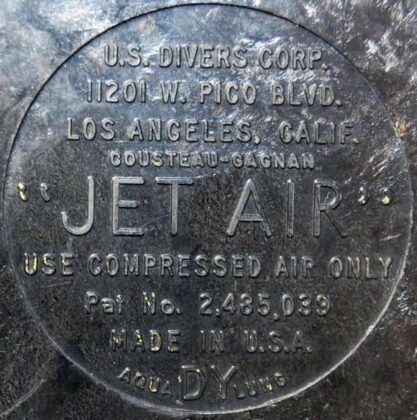 U.S. DIVERS CORP.
11201 W. PICO BLVD.
LOS ANGELES, CALIF.
COUSTEAU-GAGNAN
"JET AIR"
USE COMPRESSED AIR ONLY
Pat No. 2,485,039
MADE IN U.S.A.
AQUA DY LUNG